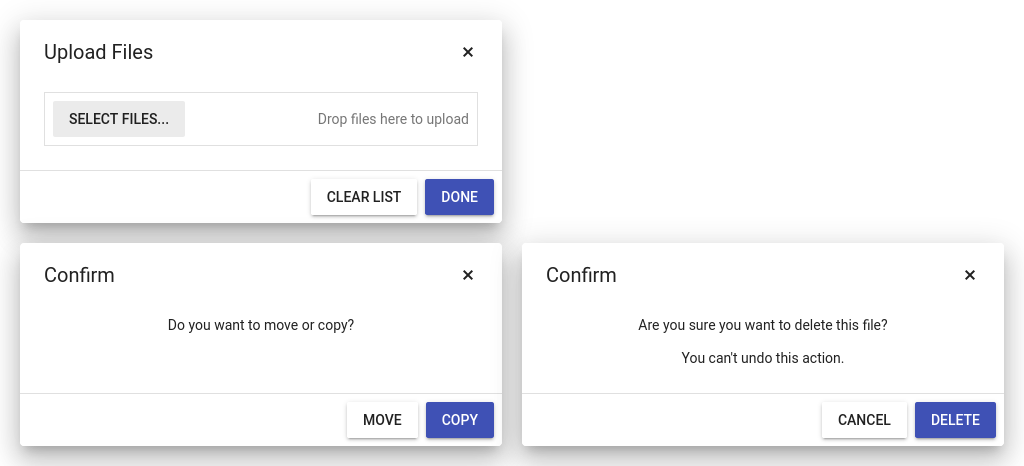 Upload Files
SELECT FILES...
Drop files here to upload
CLEAR LIST
DONE
Confirm
Do you want to move or copy?
MOVE
COPY
Confirm
Are you sure you want to delete this file?
You can't undo this action.
CANCEL
DELETE